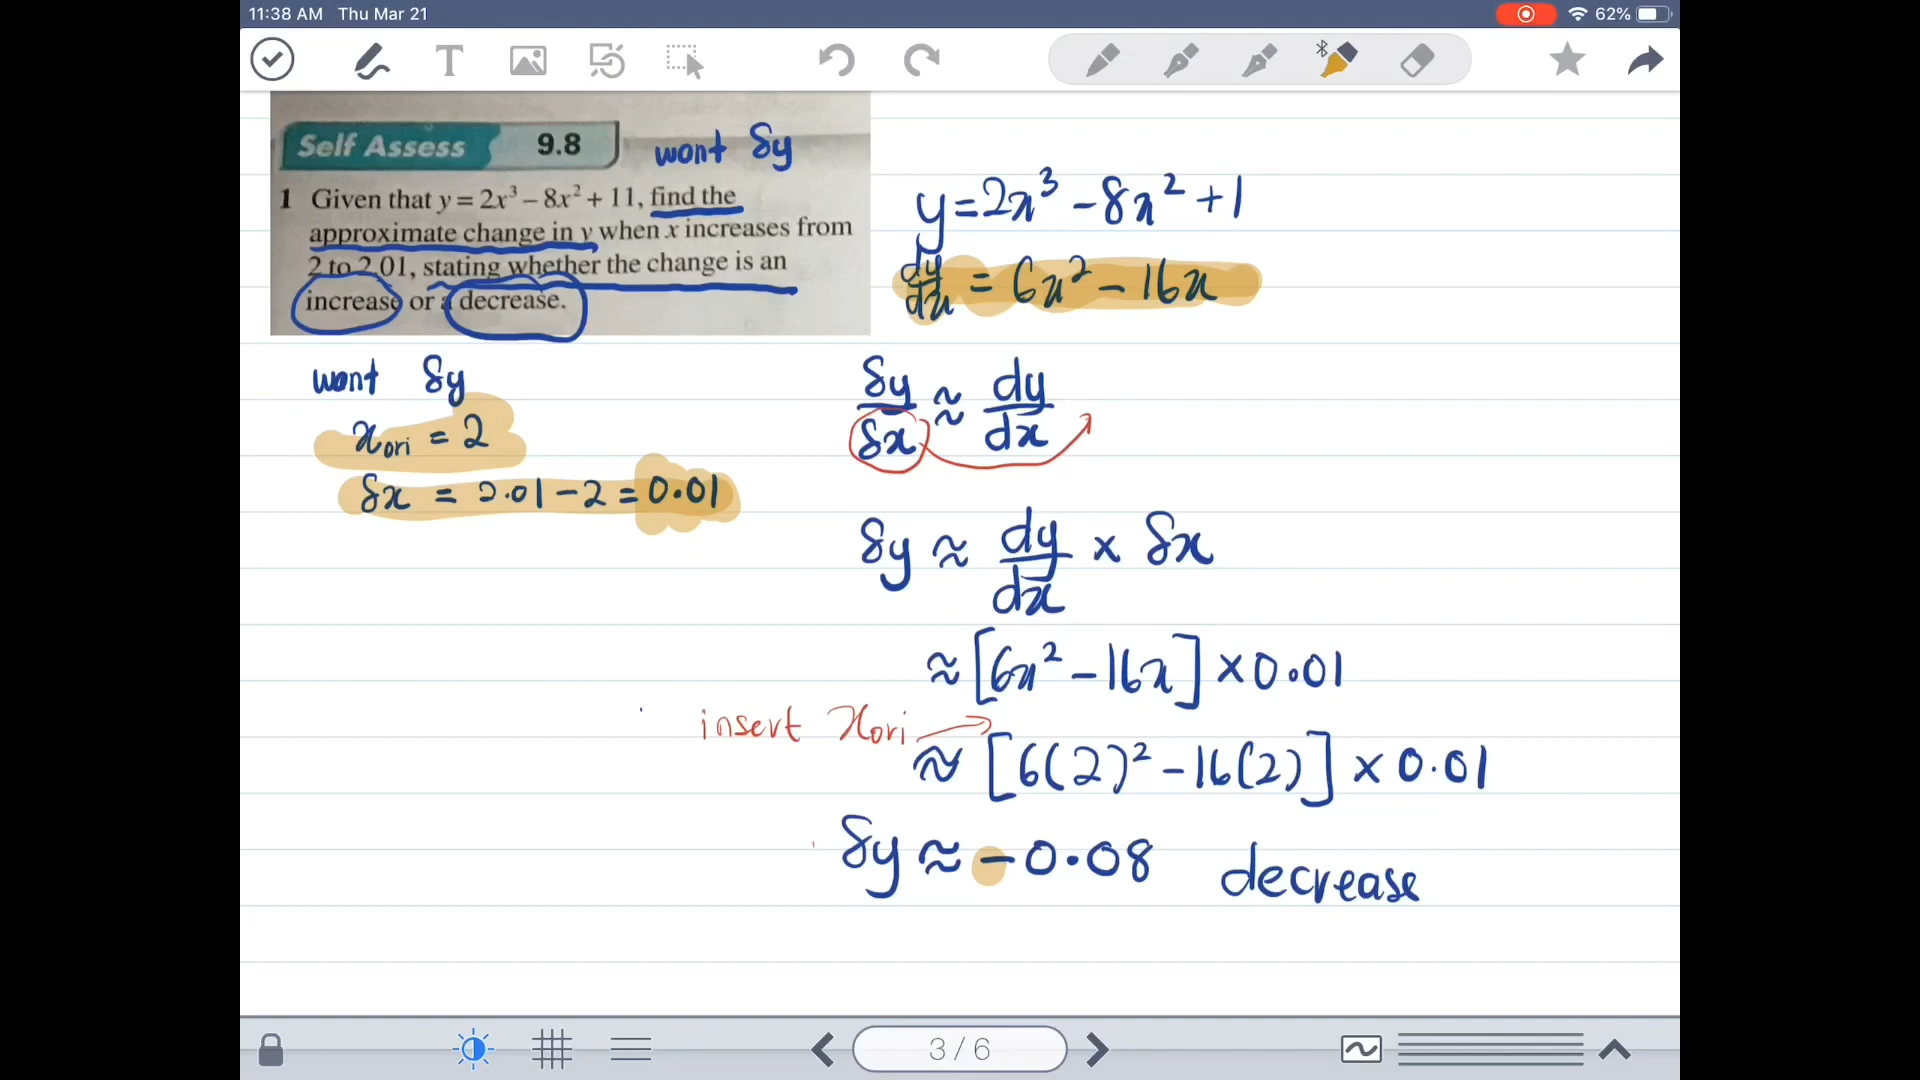 11:38 AM Thu Mar 21
62%
T
Self Assess 9.8
wont δy
1 Given that y = 2x³ – 8x² + 11, find the
approximate change in y when x increases from
2 to 2.01, stating whether the change is an
increase or a decrease.
wont δy
x ori = 2
δx = 2.01 - 2 = 0.01
y = 2x³ - 8x² + 1
dy/dx = 6x² - 16x
δy/δx ≈ dy/dx
δy ≈ dy/dx × δx
≈ [6x² - 16x] × 0.01
insert x ori
≈ [6(2)² - 16(2)] × 0.01
δy ≈ -0.08 decrease
3 / 6